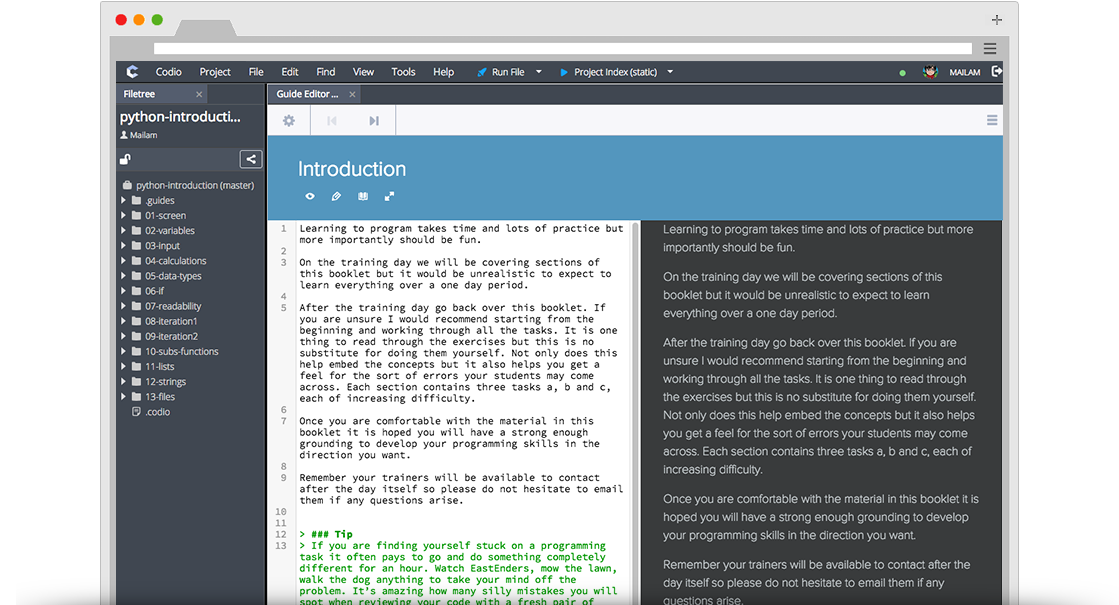 Codio Project File Edit Find View Tools Help Run File Project Index (static) MAILAM
Filetree
python-introducti...
Mailam
python-introduction (master)
.guides
01-screen
02-variables
03-input
04-calculations
05-data-types
06-if
07-readability
08-iteration1
09-iteration2
10-subs-functions
11-lists
12-strings
13-files
.codio
Guide Editor ...
Introduction
1 Learning to program takes time and lots of practice but
more importantly should be fun.
2
3 On the training day we will be covering sections of
this booklet but it would be unrealistic to expect to
learn everything over a one day period.
4
5 After the training day go back over this booklet. If
you are unsure I would recommend starting from the
beginning and working through all the tasks. It is one
thing to read through the exercises but this is no
substitute for doing them yourself. Not only does this
help embed the concepts but it also helps you get a
feel for the sort of errors your students may come
across. Each section contains three tasks a, b and c,
each of increasing difficulty.
6
7 Once you are comfortable with the material in this
booklet it is hoped you will have a strong enough
grounding to develop your programming skills in the
direction you want.
8
9 Remember your trainers will be available to contact
after the day itself so please do not hesitate to email
them if any questions arise.
10
11
12 > ### Tip
13 > If you are finding yourself stuck on a programming
task it often pays to go and do something completely
different for an hour. Watch EastEnders, mow the lawn,
walk the dog anything to take your mind off the
problem. It's amazing how many silly mistakes you will
spot when reviewing your code with a fresh pair of
Learning to program takes time and lots of practice but more
importantly should be fun.
On the training day we will be covering sections of this
booklet but it would be unrealistic to expect to learn
everything over a one day period.
After the training day go back over this booklet. If you are
unsure I would recommend starting from the beginning and
working through all the tasks. It is one thing to read through
the exercises but this is no substitute for doing them yourself.
Not only does this help embed the concepts but it also helps
you get a feel for the sort of errors your students may come
across. Each section contains three tasks a, b and c, each of
increasing difficulty.
Once you are comfortable with the material in this booklet it is
hoped you will have a strong enough grounding to develop
your programming skills in the direction you want.
Remember your trainers will be available to contact after the
day itself so please do not hesitate to email them if any
questions arise.